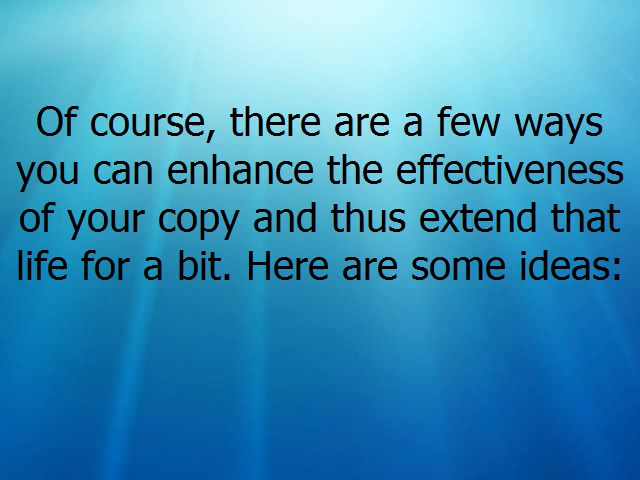 Of course, there are a few ways
you can enhance the effectiveness
of your copy and thus extend that
life for a bit. Here are some ideas: